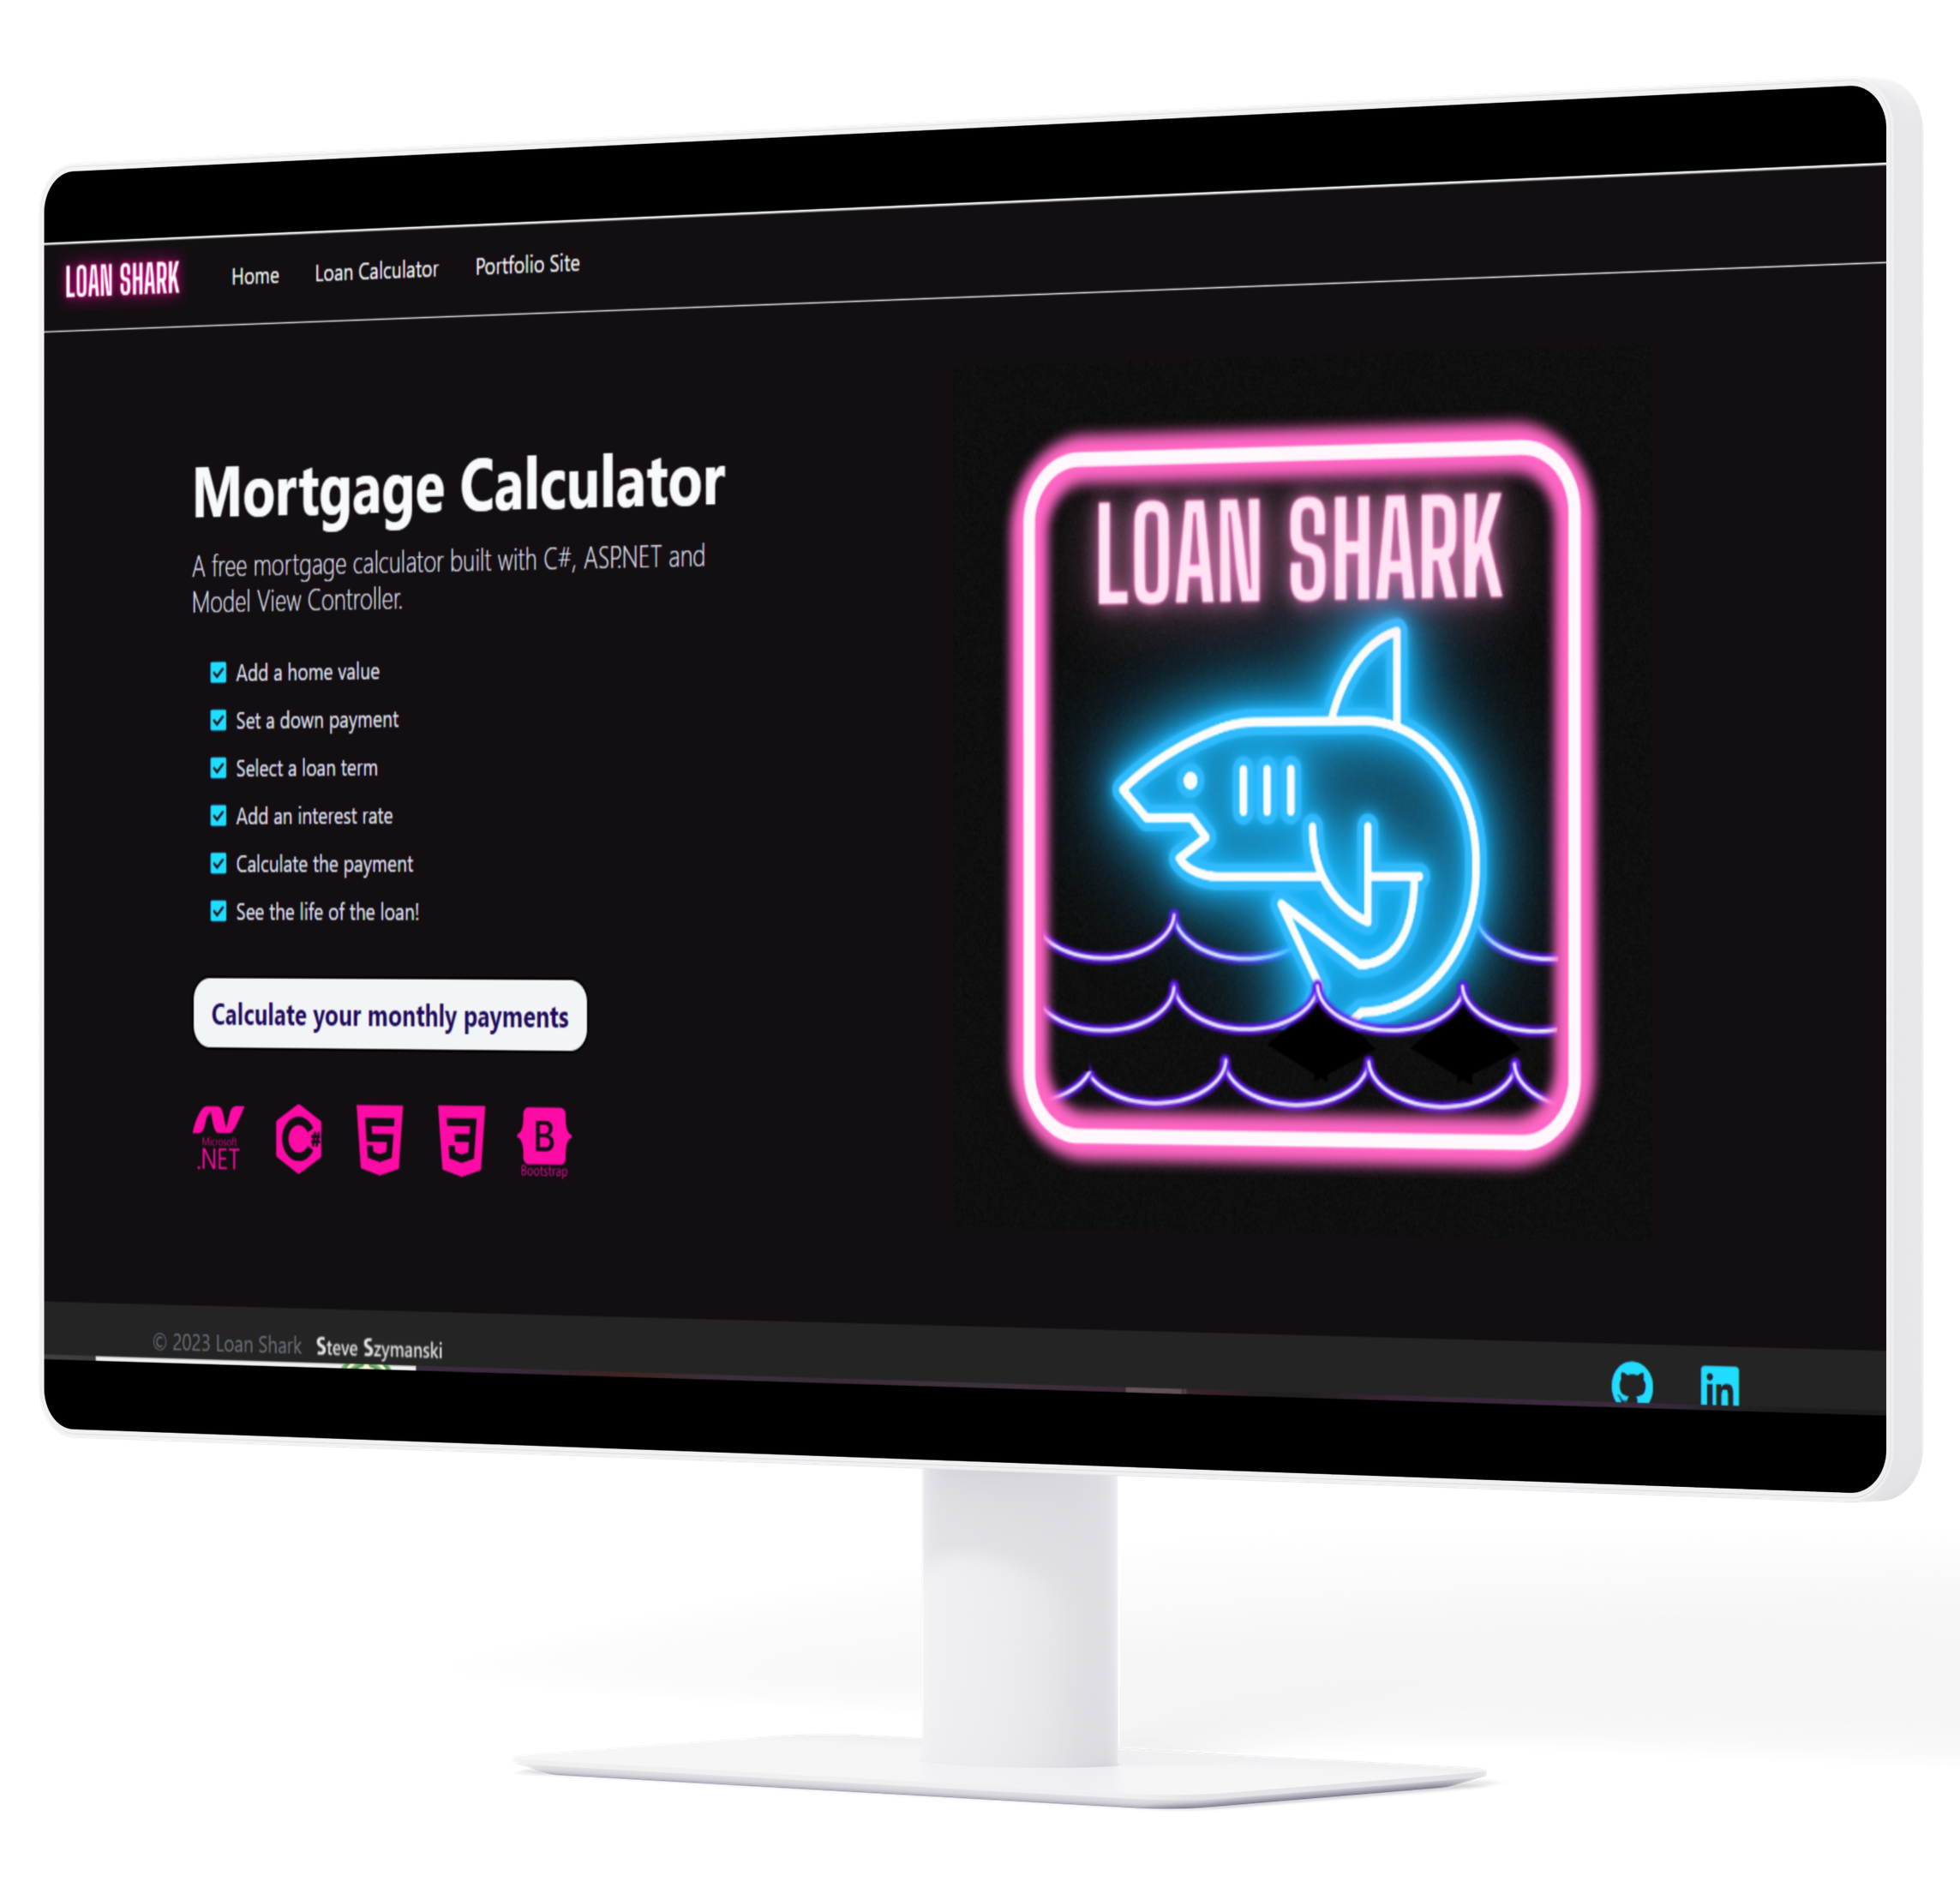 LOAN SHARK
Home
Loan Calculator
Portfolio Site
Mortgage Calculator
A free mortgage calculator built with C#, ASP.NET and
Model View Controller.
Add a home value
Set a down payment
Select a loan term
Add an interest rate
Calculate the payment
See the life of the loan!
Calculate your monthly payments
Microsoft
.NET
C#
5
3
B
Bootstrap
LOAN SHARK
© 2023 Loan Shark Steve Szymanski
in